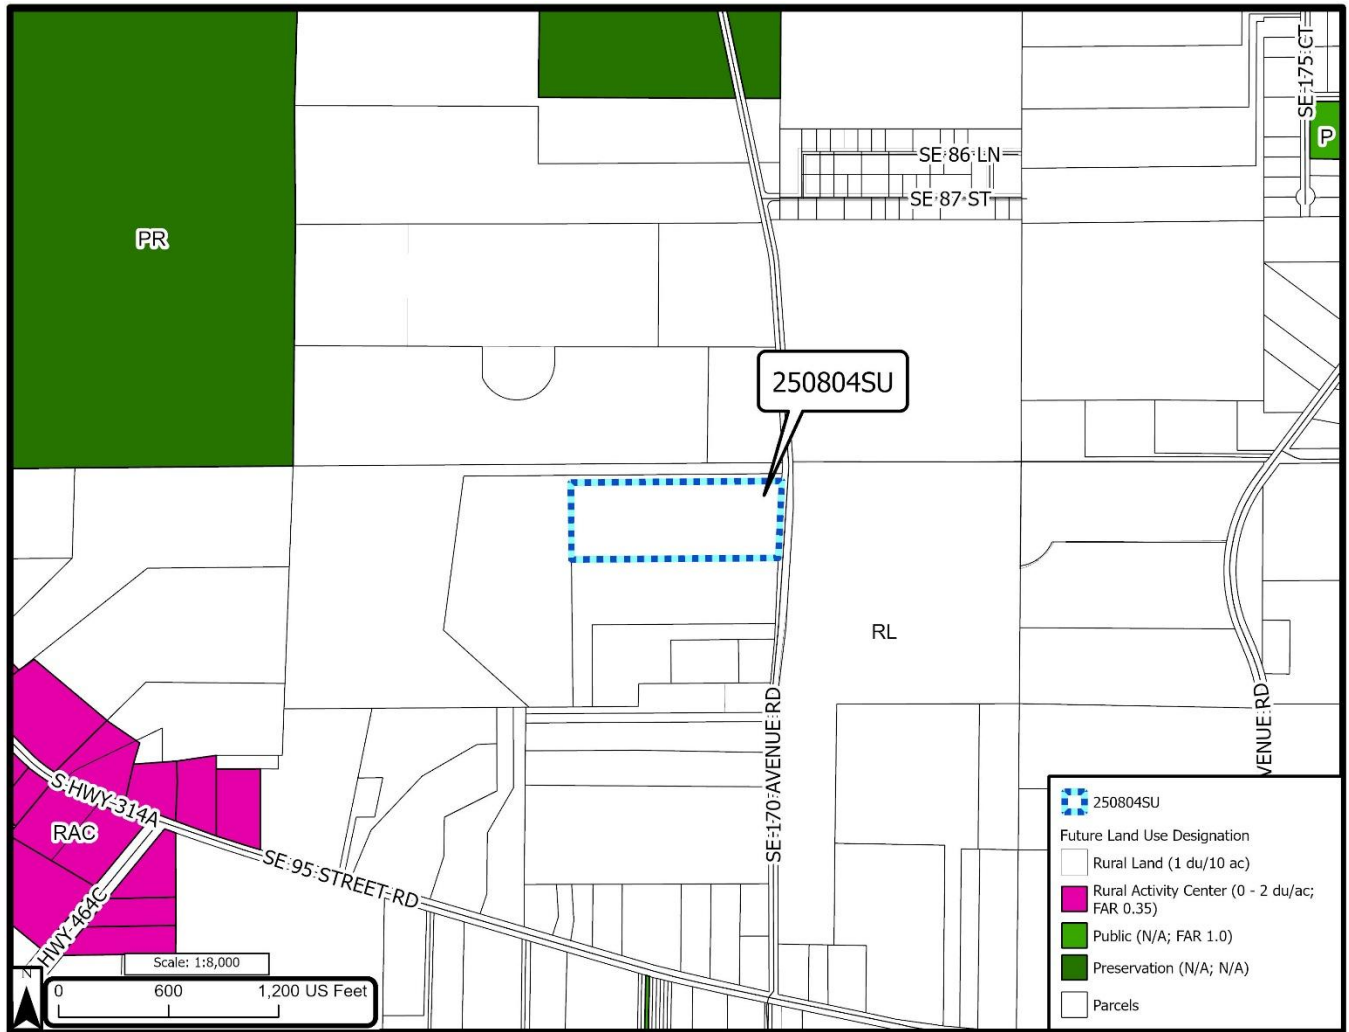 SE 175 CT
P
SE 86 LN
SE 87 ST
PR
250804SU
RL
SE 170 AVENUE RD
VENUE RD
S HWY 314A
RAC
SE 95 STREET RD
HWY 464C
250804SU
Future Land Use Designation
Rural Land (1 du/10 ac)
Rural Activity Center (0 - 2 du/ac;
FAR 0.35)
Public (N/A; FAR 1.0)
Preservation (N/A; N/A)
Parcels
Scale: 1:8,000
N
0 600 1,200 US Feet